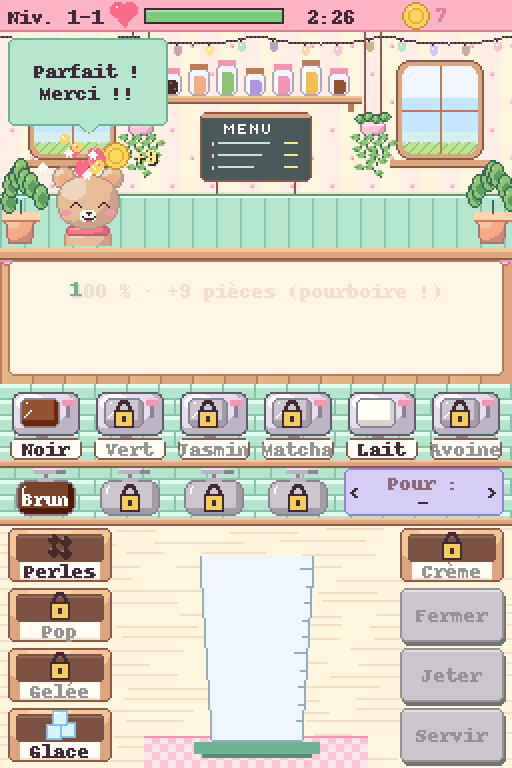 Niv. 1-1
2:26
7
Parfait !
Merci !!
MENU
+9
100 % · +9 pièces (pourboire !)
Noir
Vert
Jasmin
Matcha
Lait
Avoine
Brun
< Pour : >
–
Perles
Crème
Pop
Fermer
Gelée
Jeter
Glace
Servir